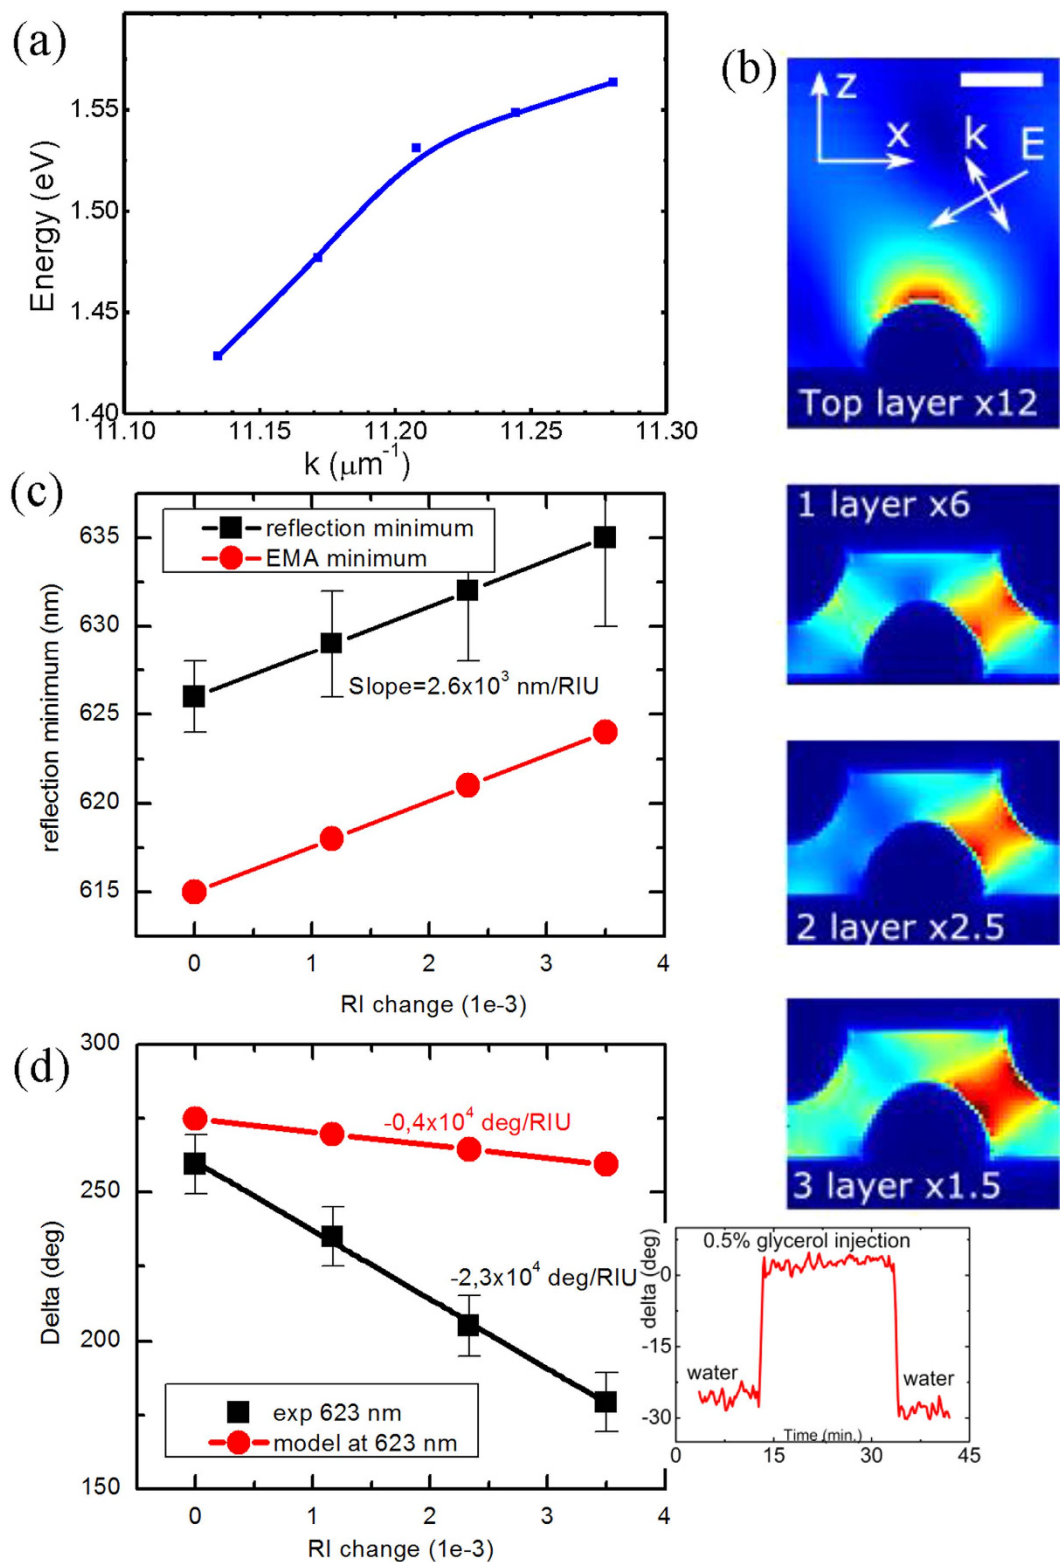 (a)
Energy (eV)
1.55
1.50
1.45
1.40
11.10
11.15
11.20
11.25
11.30
k (μm⁻¹)
(b)
z
x
k
E
Top layer x12
1 layer x6
2 layer x2.5
3 layer x1.5
(c)
reflection minimum
EMA minimum
reflection minimum (nm)
635
630
625
620
615
Slope=2.6x10³ nm/RIU
0
1
2
3
4
RI change (1e-3)
(d)
Delta (deg)
300
250
200
150
-0,4x10⁴ deg/RIU
-2,3x10⁴ deg/RIU
exp 623 nm
model at 623 nm
0
1
2
3
4
RI change (1e-3)
0.5% glycerol injection
delta (deg)
0
-15
-30
water
water
Time (min.)
0
15
30
45